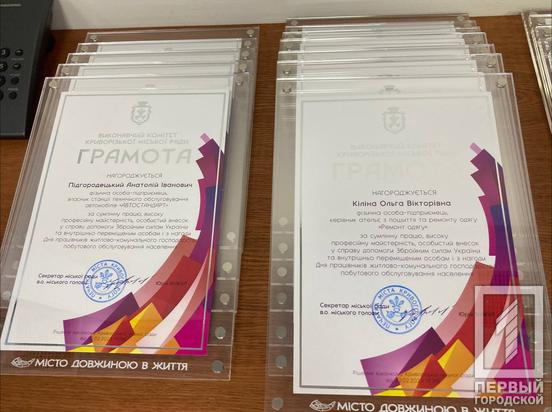 ВИКОНАВЧИЙ КОМІТЕТ
КРИВОРІЗЬКОЇ МІСЬКОЇ РАДИ
ГРАМОТА
НАГОРОДЖУЄТЬСЯ
Підгородецький Анатолій Іванович
фізична особа-підприємець,
власник станції технічного обслуговування
автомобілів «АВТОСТАНДАРТ»
за сумлінну працю, високу
професійну майстерність, особистий внесок
у справу допомоги Збройним силам України
та внутрішньо переміщеним особам і з нагоди
Дня працівників житлово-комунального господарс
побутового обслуговування населення
Секретар міської ради
в.о. міського голови
Юрій
МІСТО ДОВЖИНОЮ В ЖИТТЯ
ВИКОНАВЧИЙ КОМІТЕТ
КРИВОРІЗЬКОЇ МІСЬКОЇ РАДИ
ГРАМОТА
НАГОРОДЖУЄТЬСЯ
Кіліна Ольга Вікторівна
фізична особа-підприємець,
керівник ательє з пошиття та ремонту одягу
«Ремонт одягу»
за сумлінну працю, високу
професійну майстерність, особистий внесок
у справу допомоги Збройним силам України
та внутрішньо переміщеним особам і з нагоди
Дня працівників житлово-комунального господарс
побутового обслуговування населення
Секретар міської ради
в.о. міського голови
Юрій
МІСТО ДОВЖИНОЮ В ЖИТТЯ
ПЕРВЫЙ
ГОРОДСКОЙ